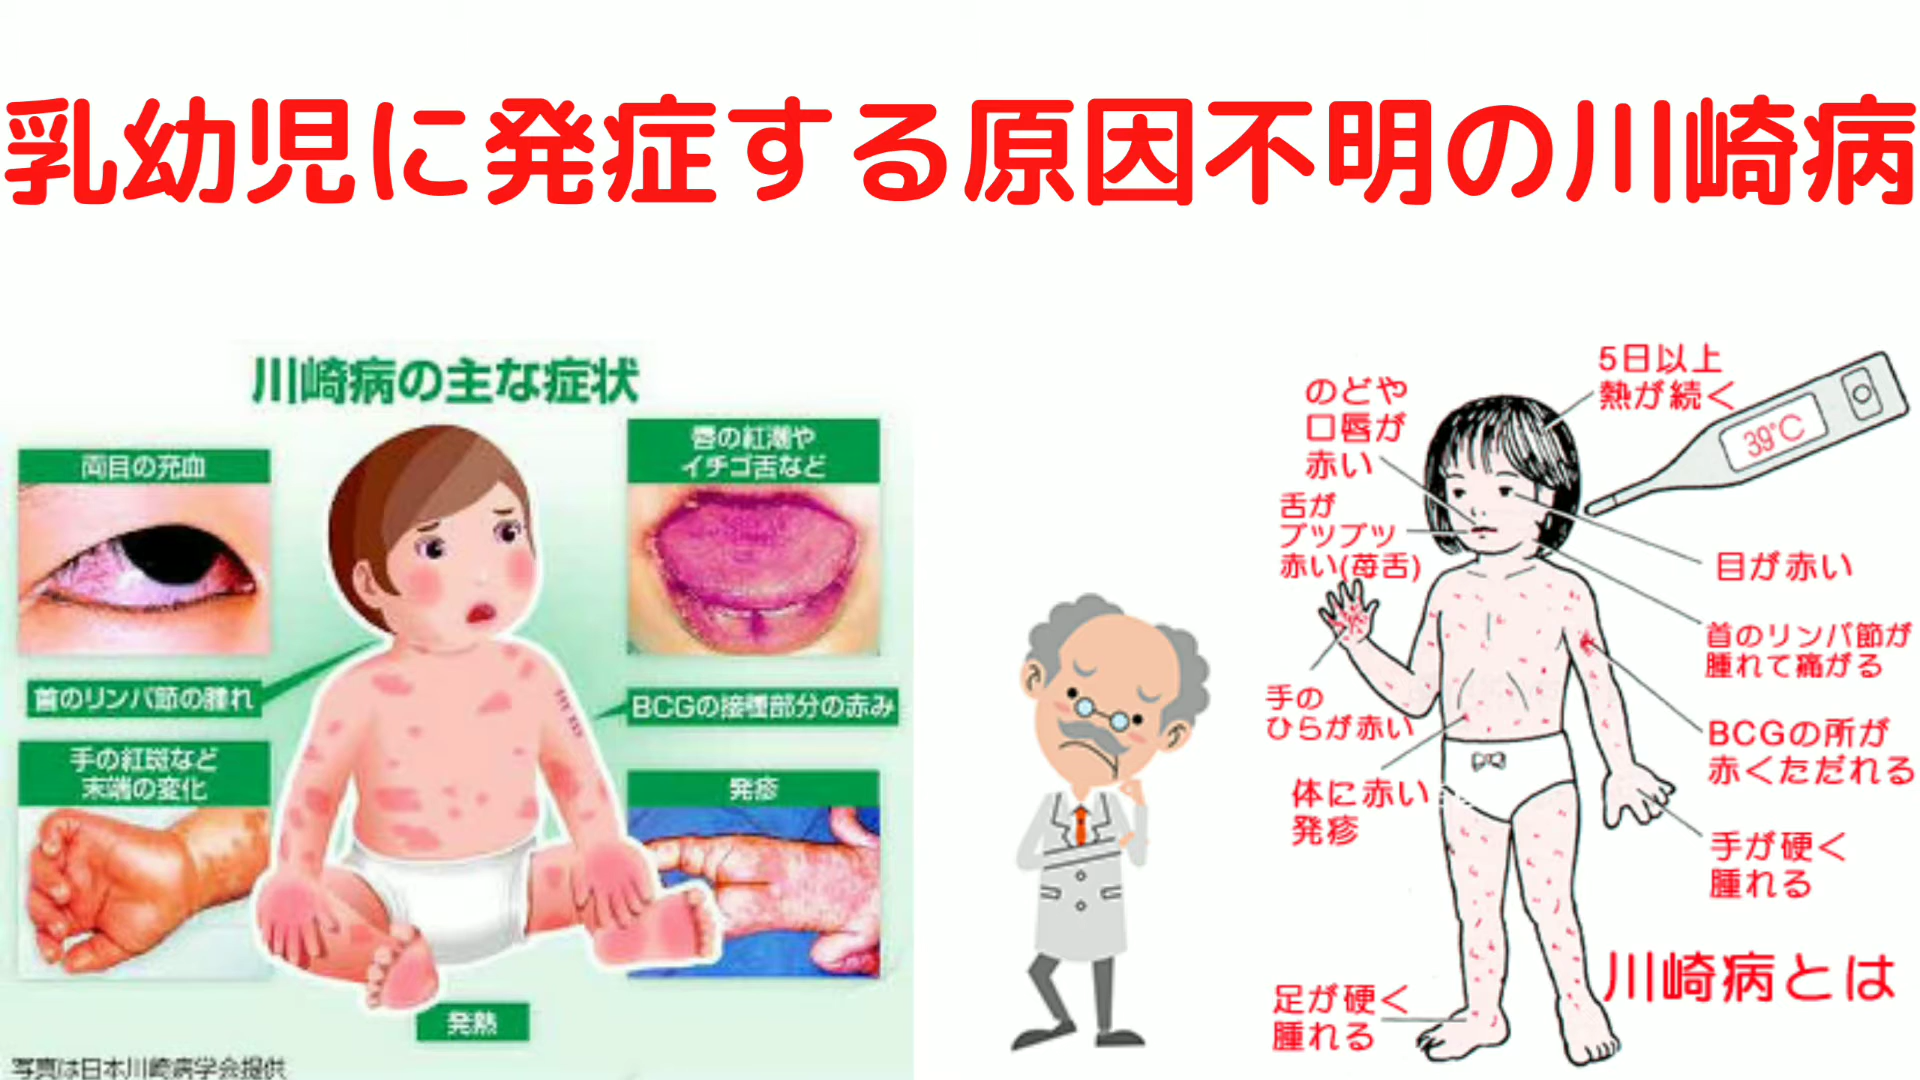 乳幼児に発症する原因不明の川崎病
川崎病の主な症状
両目の充血
唇の紅潮や
イチゴ舌など
首のリンパ節の腫れ
BCGの接種部分の赤み
手の紅斑など
末端の変化
発疹
発熱
写真は日本川崎病学会提供
5日以上
熱が続く
39℃
のどや
口唇が
赤い
舌が
ブツブツ
赤い(苺舌)
目が赤い
首のリンパ節が
腫れて痛がる
手の
ひらが赤い
BCGの所が
赤くただれる
体に赤い
発疹
手が硬く
腫れる
川崎病とは
足が硬く
腫れる